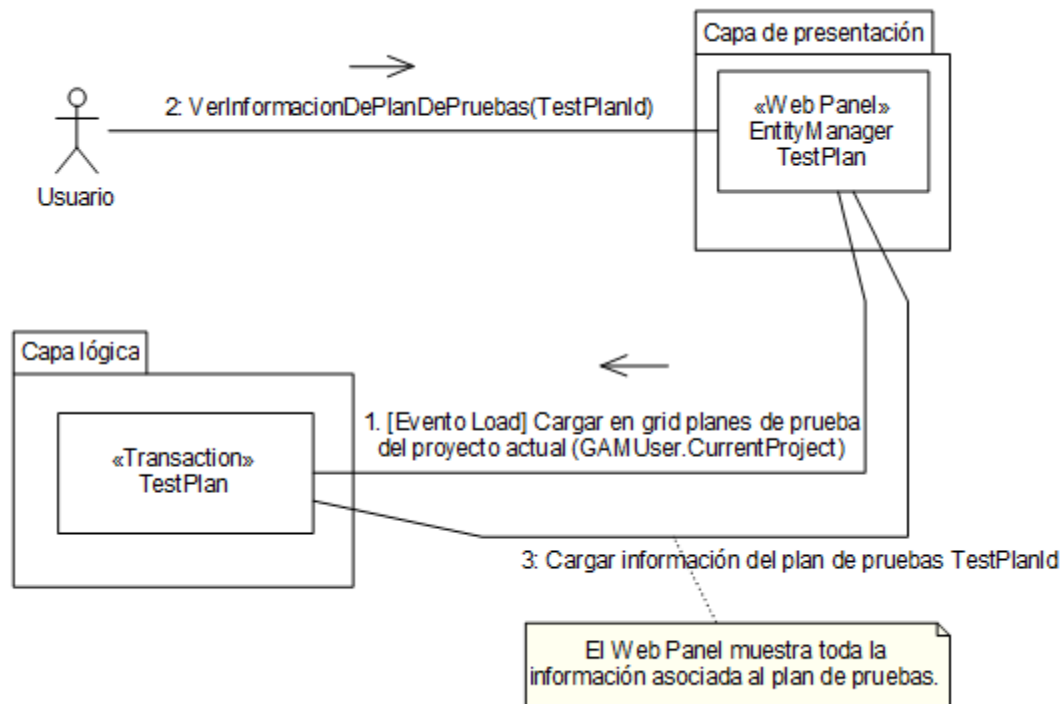 Capa de presentación
2: VerInformacionDePlanDePruebas(TestPlanId)
«Web Panel»
EntityManager
TestPlan
Usuario
Capa lógica
1. [Evento Load] Cargar en grid planes de prueba
del proyecto actual (GAMUser.CurrentProject)
«Transaction»
TestPlan
3: Cargar información del plan de pruebas TestPlanId
El Web Panel muestra toda la
información asociada al plan de pruebas.